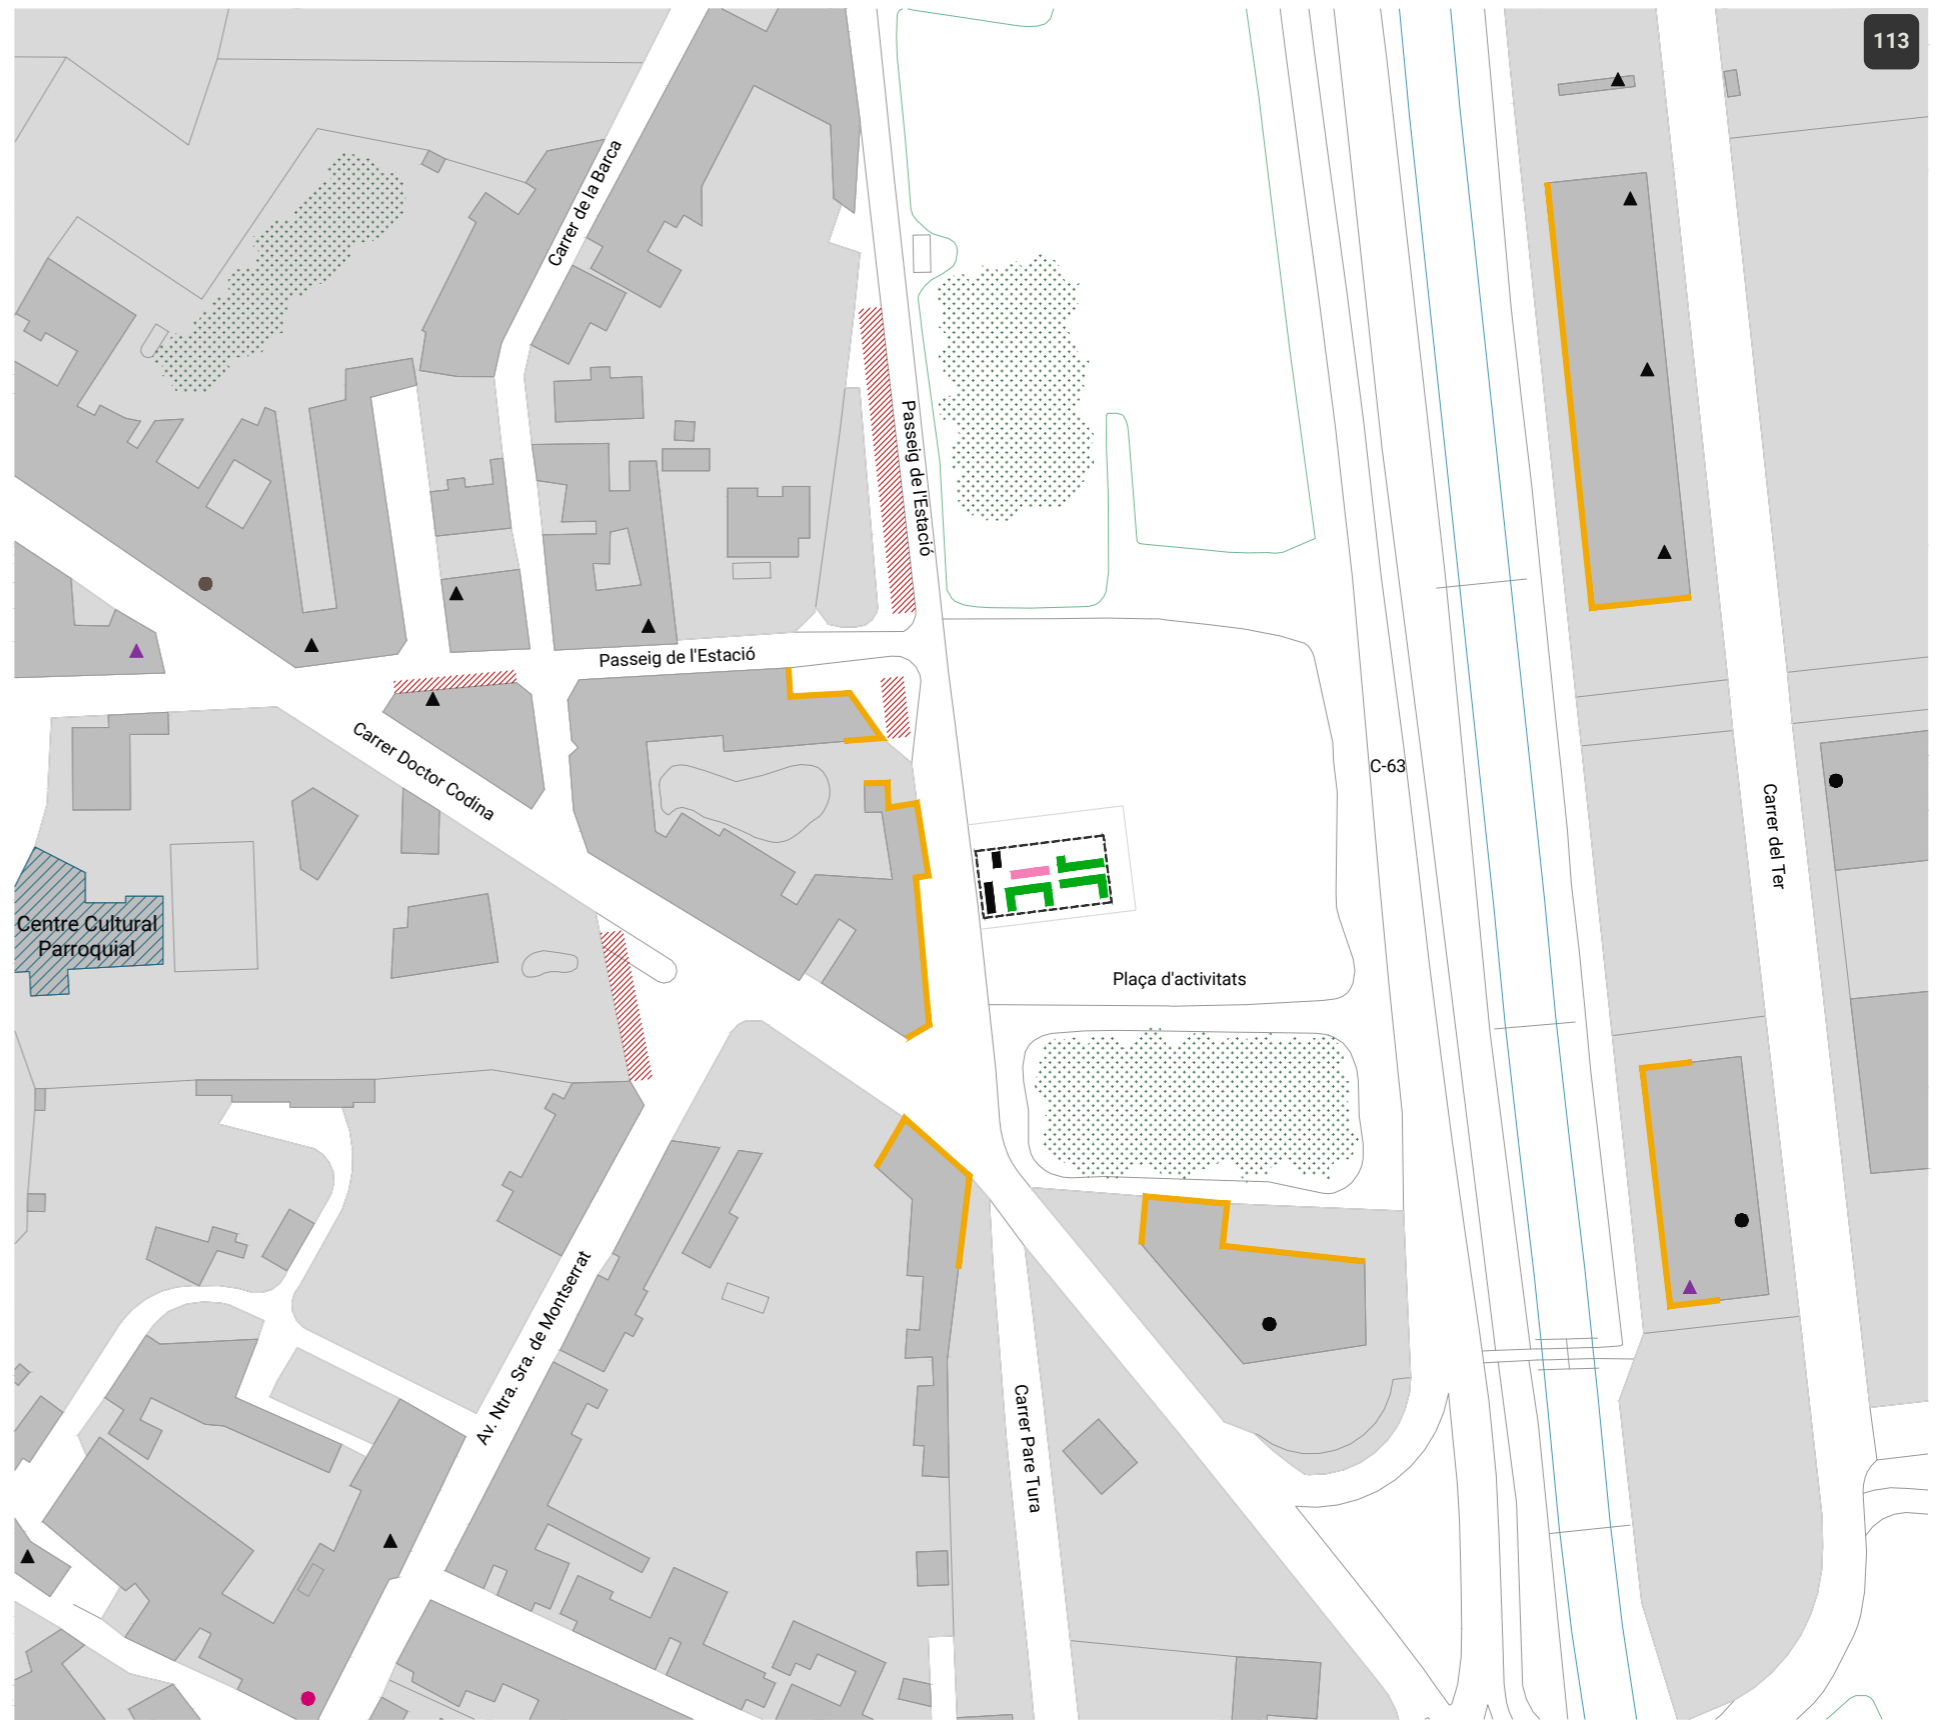 113
Carrer de la Barca
Passeig de l'Estació
Passeig de l'Estació
Carrer Doctor Codina
C-63
Carrer del Ter
Centre Cultural
Parroquial
Plaça d'activitats
Av. Ntra. Sra. de Montserrat
Carrer Pare Tura